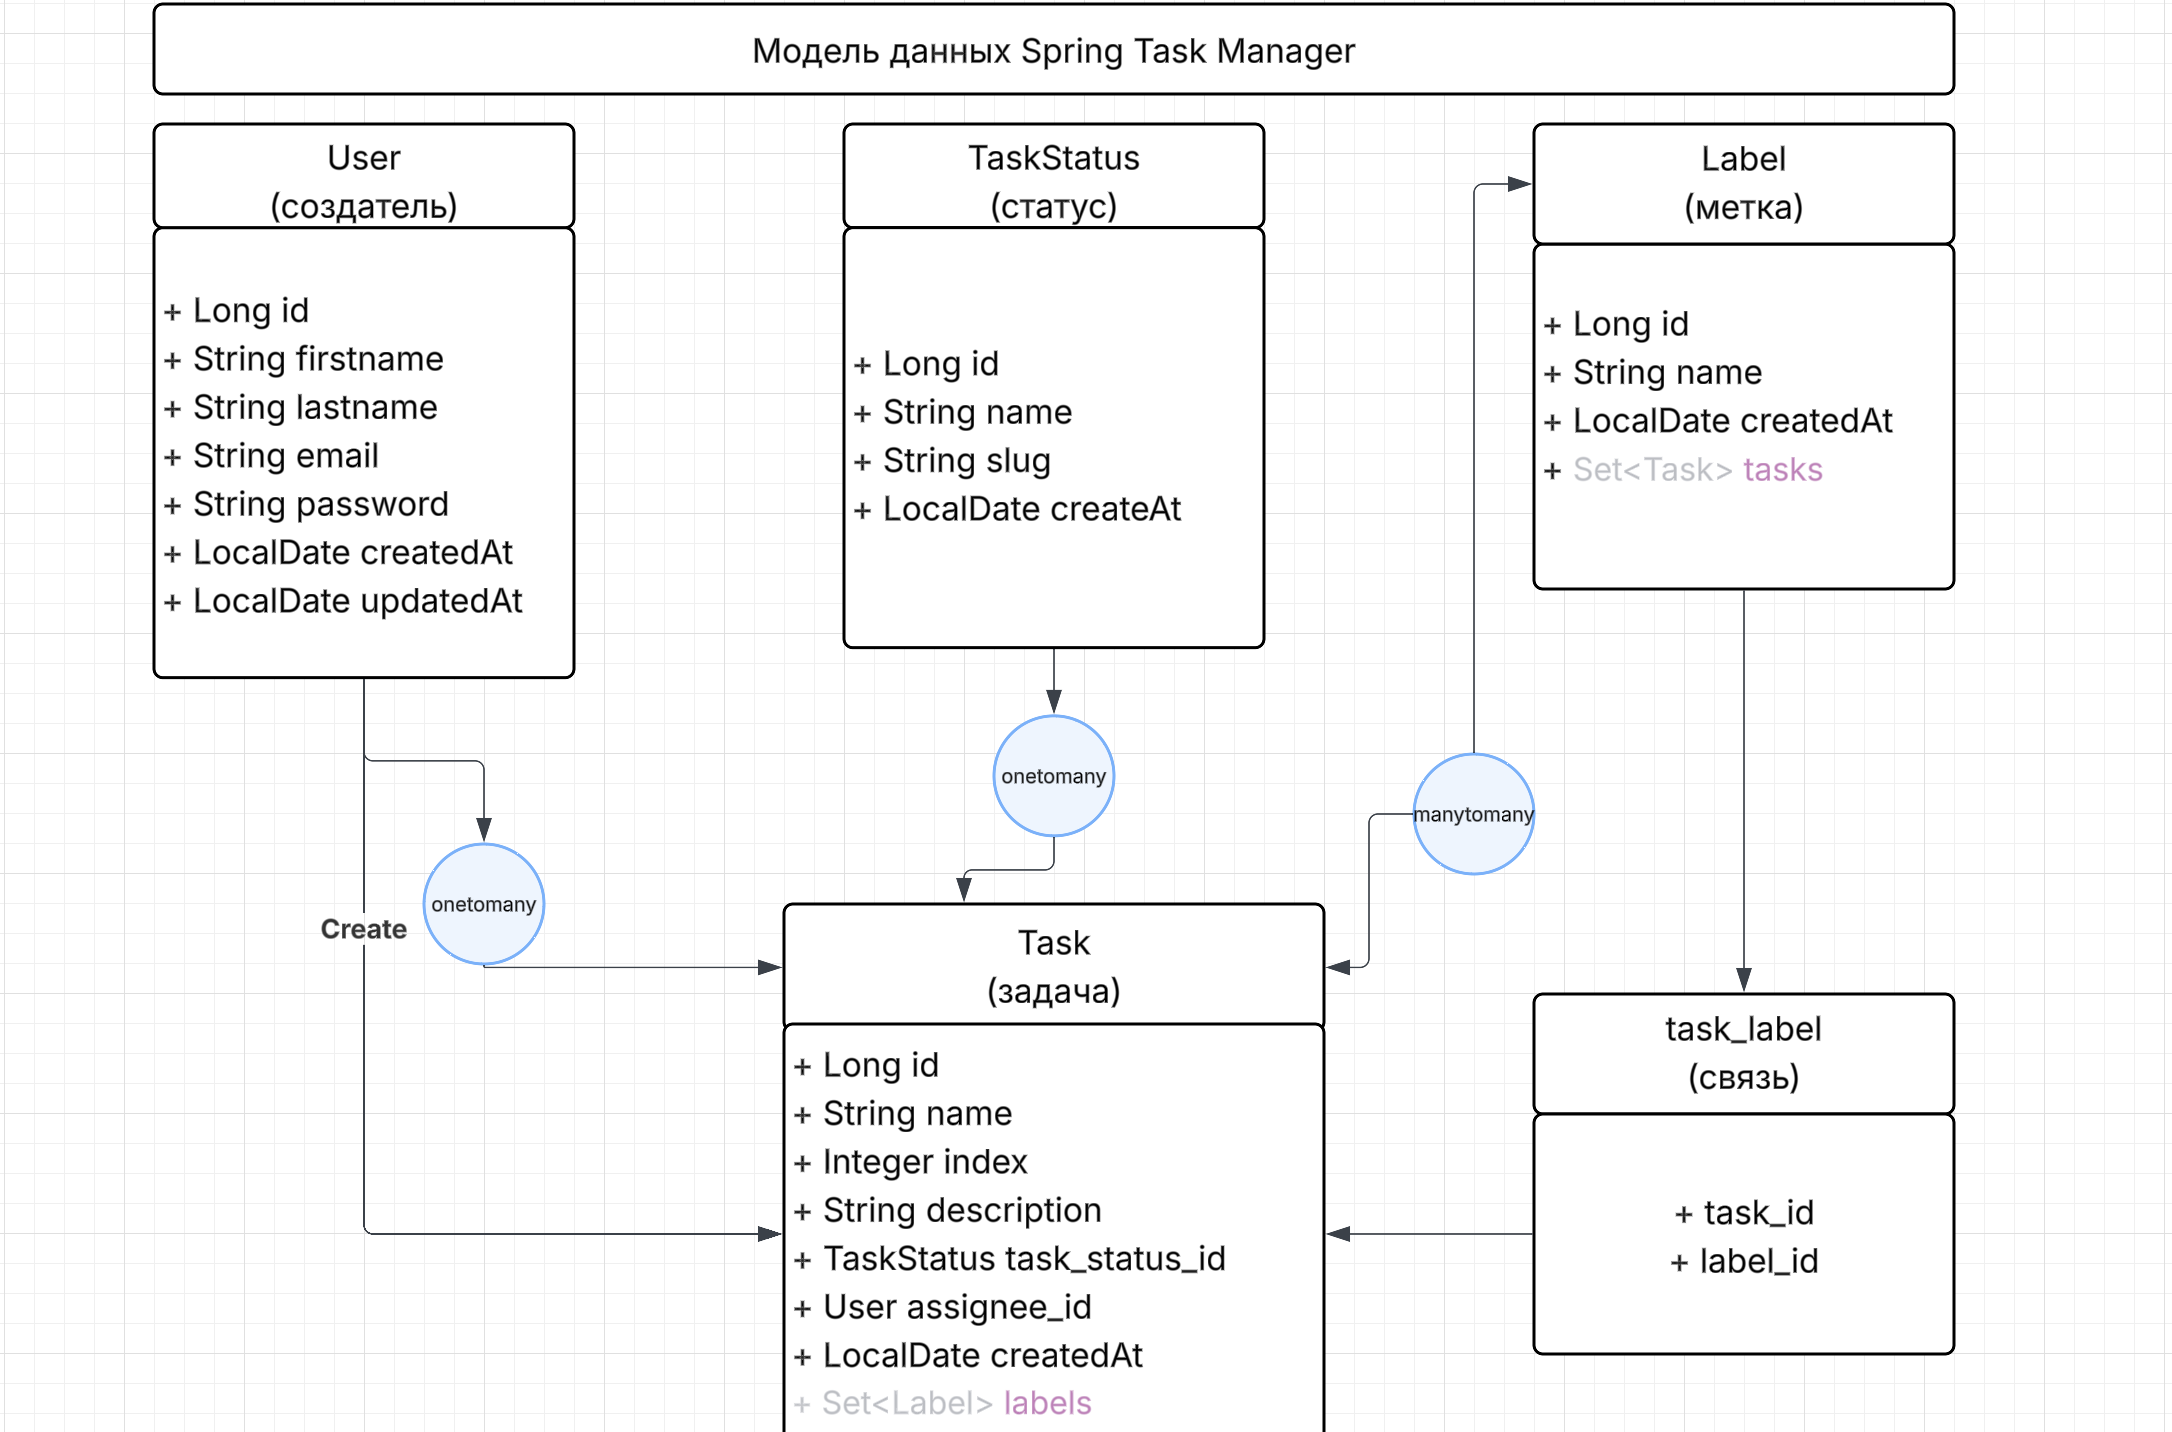 Модель данных Spring Task Manager
User
(создатель)
+ Long id
+ String firstname
+ String lastname
+ String email
+ String password
+ LocalDate createdAt
+ LocalDate updatedAt
TaskStatus
(статус)
+ Long id
+ String name
+ String slug
+ LocalDate createAt
Label
(метка)
+ Long id
+ String name
+ LocalDate createdAt
+ Set<Task> tasks
onetomany
manytomany
onetomany
Create
Task
(задача)
+ Long id
+ String name
+ Integer index
+ String description
+ TaskStatus task_status_id
+ User assignee_id
+ LocalDate createdAt
+ Set<Label> labels
task_label
(связь)
+ task_id
+ label_id